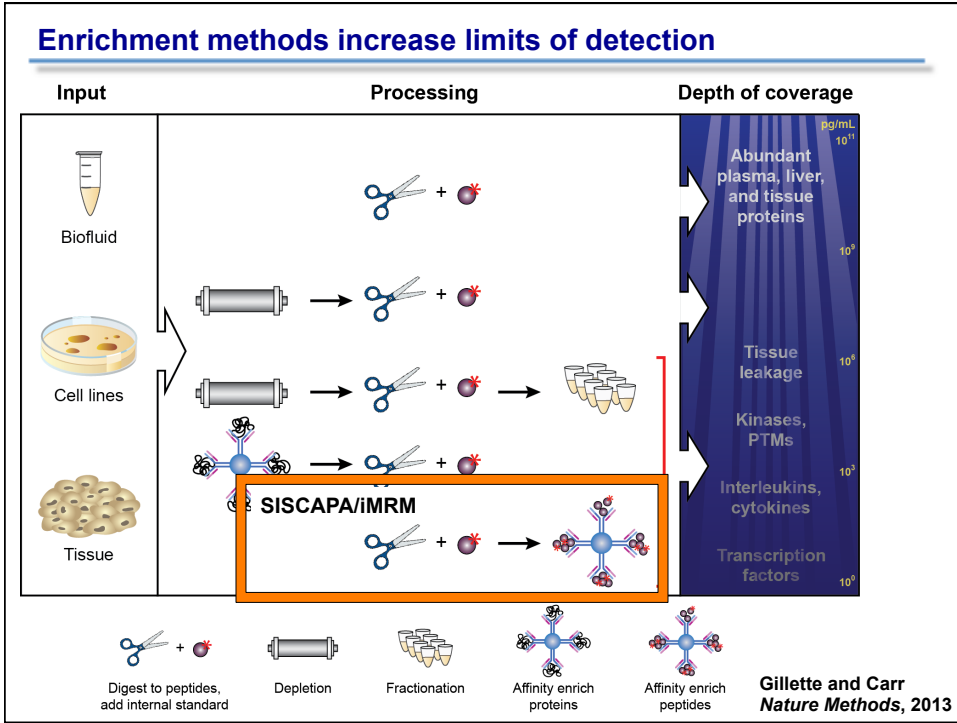 Enrichment methods increase limits of detection
Input
Processing
Depth of coverage
Biofluid
Cell lines
Tissue
+
+
+
+
SISCAPA/iMRM
+
pg/mL
10¹¹
Abundant
plasma, liver,
and tissue
proteins
10⁹
Tissue
leakage
10⁶
Kinases,
PTMs
10³
Interleukins,
cytokines
Transcription
factors
10⁰
+
Digest to peptides,
add internal standard
Depletion
Fractionation
Affinity enrich
proteins
Affinity enrich
peptides
Gillette and Carr
Nature Methods, 2013